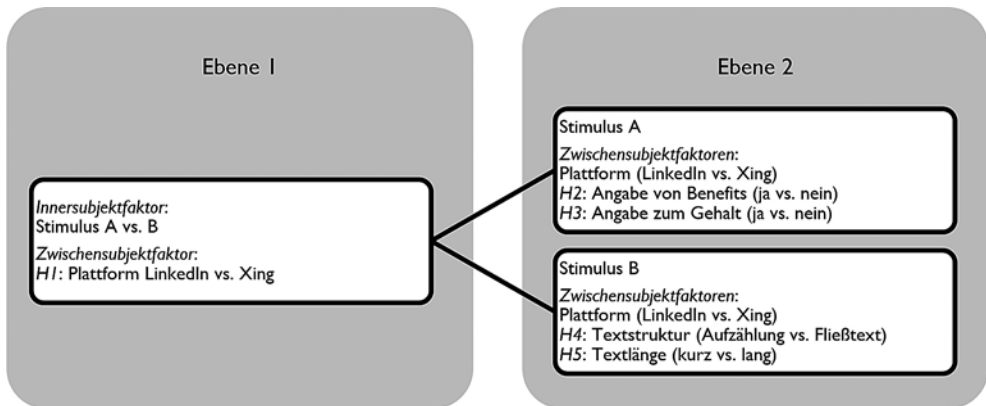 Ebene 1
Innersubjektfaktor:
Stimulus A vs. B
Zwischensubjektfaktor:
H1: Plattform LinkedIn vs. Xing
Ebene 2
Stimulus A
Zwischensubjektfaktoren:
Plattform (LinkedIn vs. Xing)
H2: Angabe von Benefits (ja vs. nein)
H3: Angabe zum Gehalt (ja vs. nein)
Stimulus B
Zwischensubjektfaktoren:
Plattform (LinkedIn vs. Xing)
H4: Textstruktur (Aufzählung vs. Fließtext)
H5: Textlänge (kurz vs. lang)